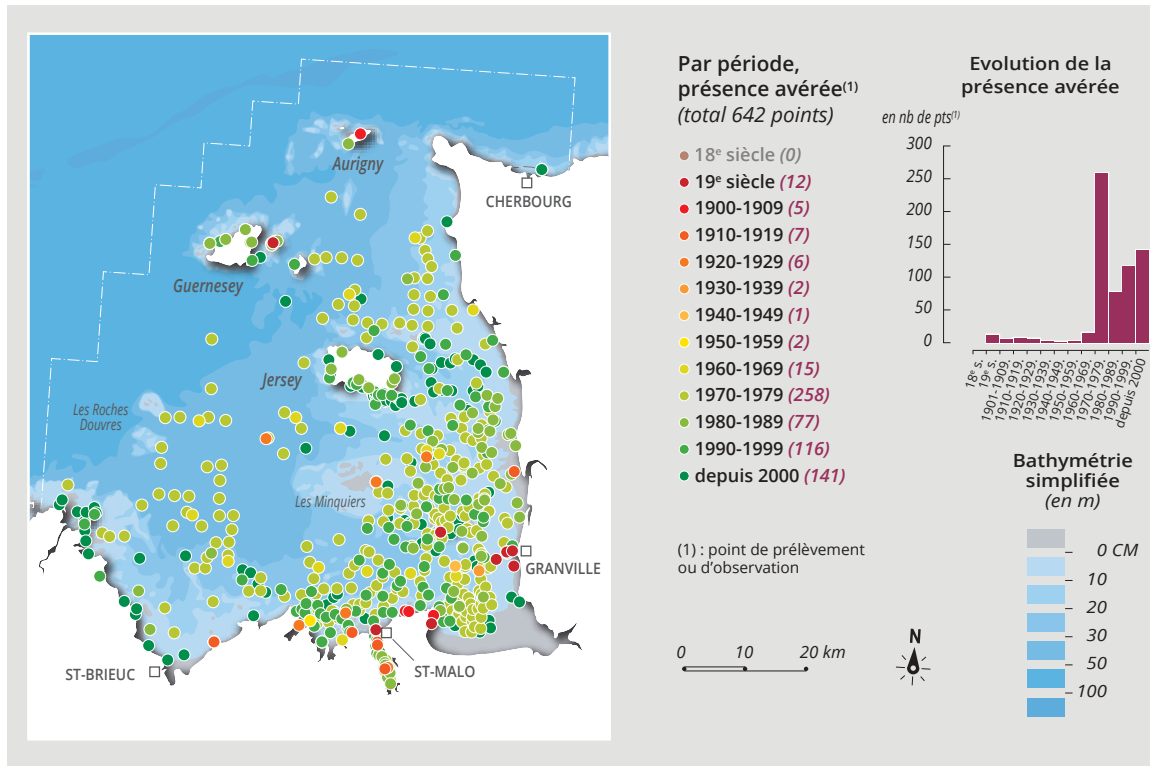 Aurigny
CHERBOURG
Guernesey
Jersey
Les Roches
Douvres
Les Minquiers
GRANVILLE
ST-MALO
ST-BRIEUC
Par période,
présence avérée(1)
(total 642 points)
18e siècle (0)
19e siècle (12)
1900-1909 (5)
1910-1919 (7)
1920-1929 (6)
1930-1939 (2)
1940-1949 (1)
1950-1959 (2)
1960-1969 (15)
1970-1979 (258)
1980-1989 (77)
1990-1999 (116)
depuis 2000 (141)
(1) : point de prélèvement
ou d'observation
0 10 20 km
N
Evolution de la
présence avérée
en nb de pts(1)
300
250
200
150
100
50
0
18e s.
19e s.
1901-1909.
1910-1919.
1920-1929.
1930-1939.
1940-1949.
1950-1959.
1960-1969.
1970-1979.
1980-1989.
1990-1999.
depuis 2000
Bathymétrie
simplifiée
(en m)
0 CM
10
20
30
50
100